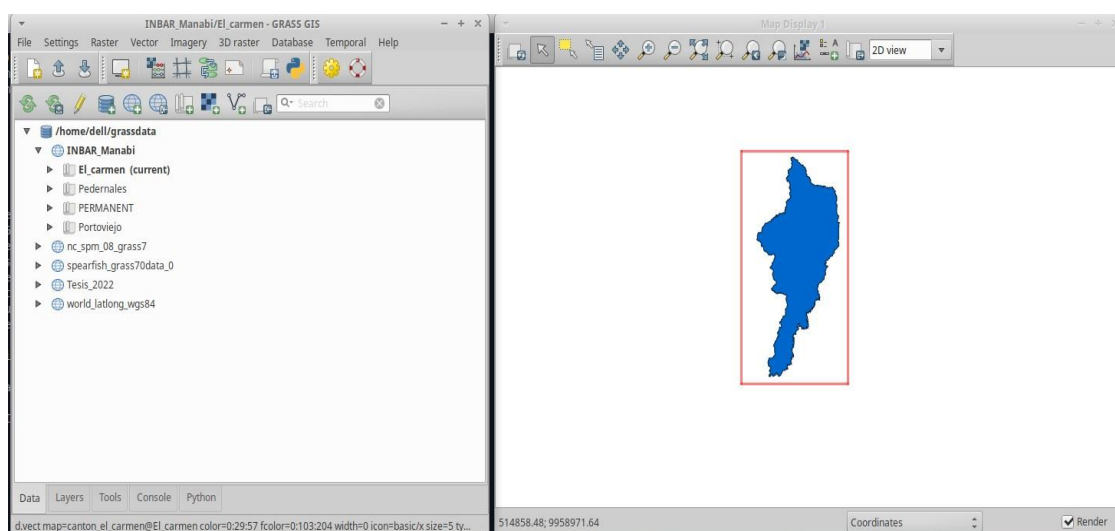 INBAR_Manabi/El_carmen - GRASS GIS
File Settings Raster Vector Imagery 3D raster Database Temporal Help
Search
/home/dell/grassdata
INBAR_Manabi
El_carmen (current)
Pedernales
PERMANENT
Portoviejo
nc_spm_08_grass7
spearfish_grass70data_0
Tesis_2022
world_latlong_wgs84
Data Layers Tools Console Python
d.vect map=canton_el_carmen@El_carmen color=0:29:57 fcolor=0:103:204 width=0 icon=basic/x size=5 ty...
Map Display 1
2D view
514858.48; 9958971.64
Coordinates
Render